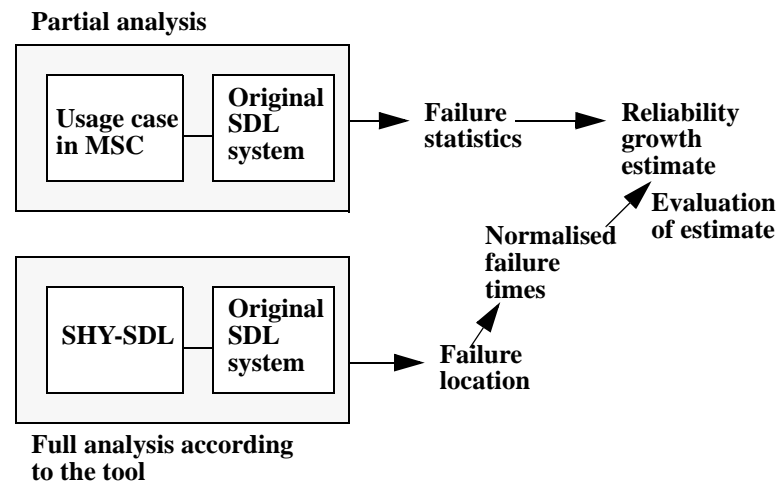 Partial analysis
Usage case
in MSC
Original
SDL
system
Failure
statistics
Reliability
growth
estimate
Evaluation
of estimate
Normalised
failure
times
SHY-SDL
Original
SDL
system
Failure
location
Full analysis according
to the tool